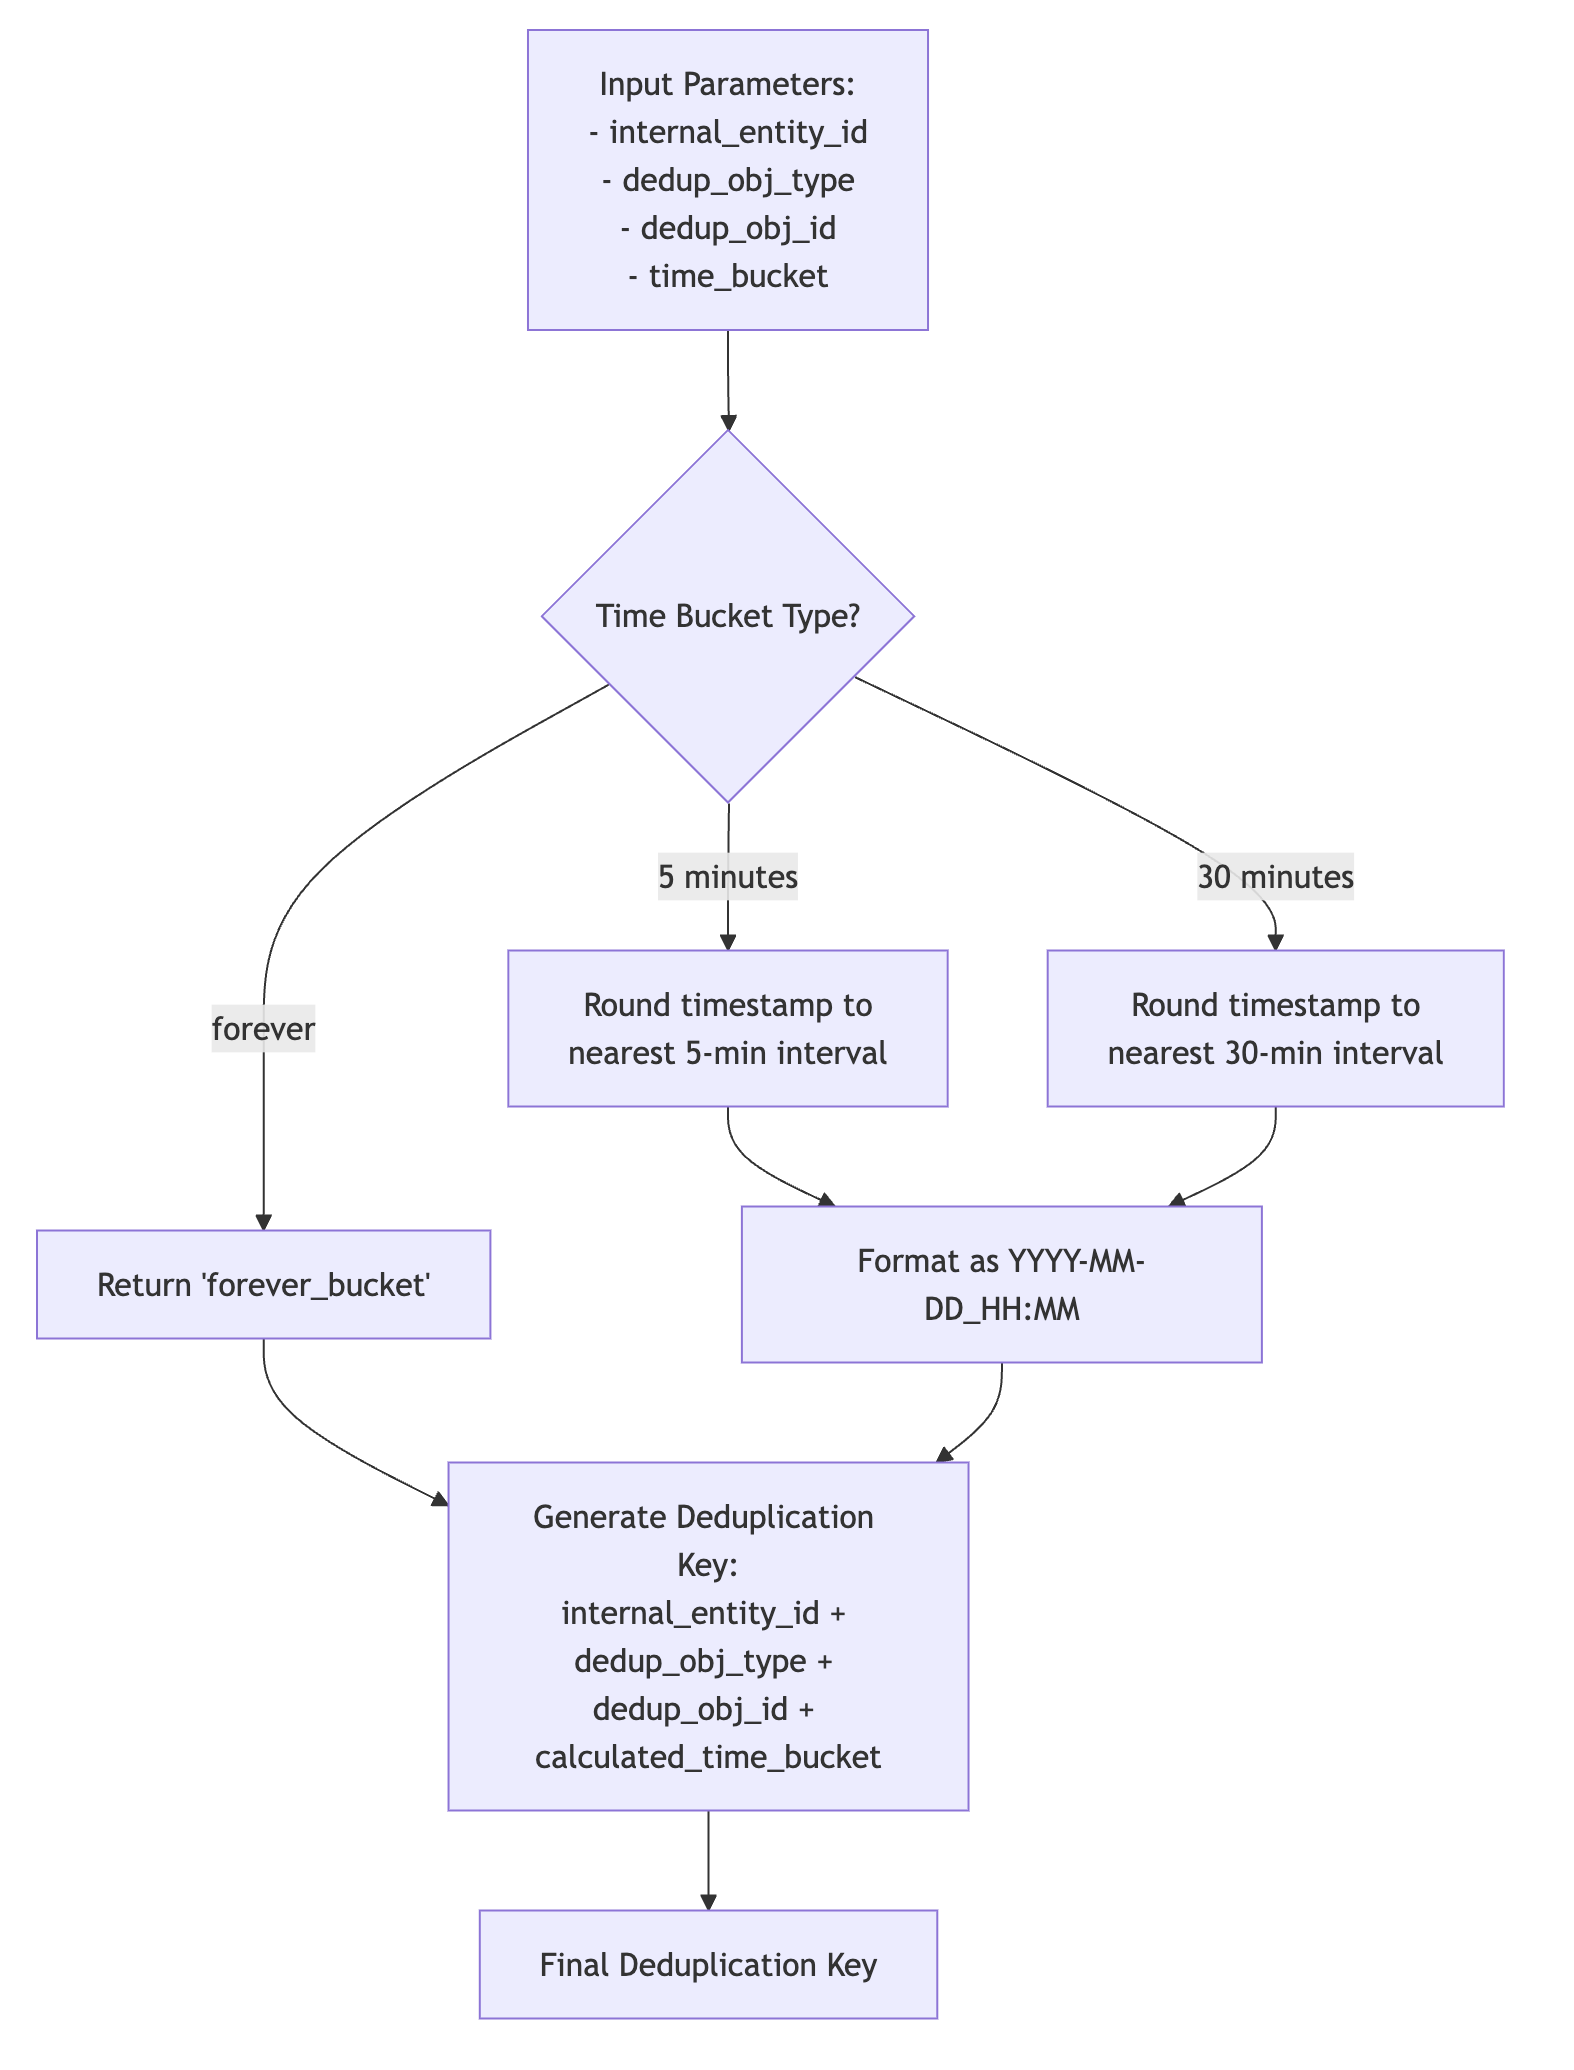 Input Parameters:
- internal_entity_id
- dedup_obj_type
- dedup_obj_id
- time_bucket
Time Bucket Type?
5 minutes
30 minutes
forever
Round timestamp to
nearest 5-min interval
Round timestamp to
nearest 30-min interval
Return 'forever_bucket'
Format as YYYY-MM-
DD_HH:MM
Generate Deduplication
Key:
internal_entity_id +
dedup_obj_type +
dedup_obj_id +
calculated_time_bucket
Final Deduplication Key